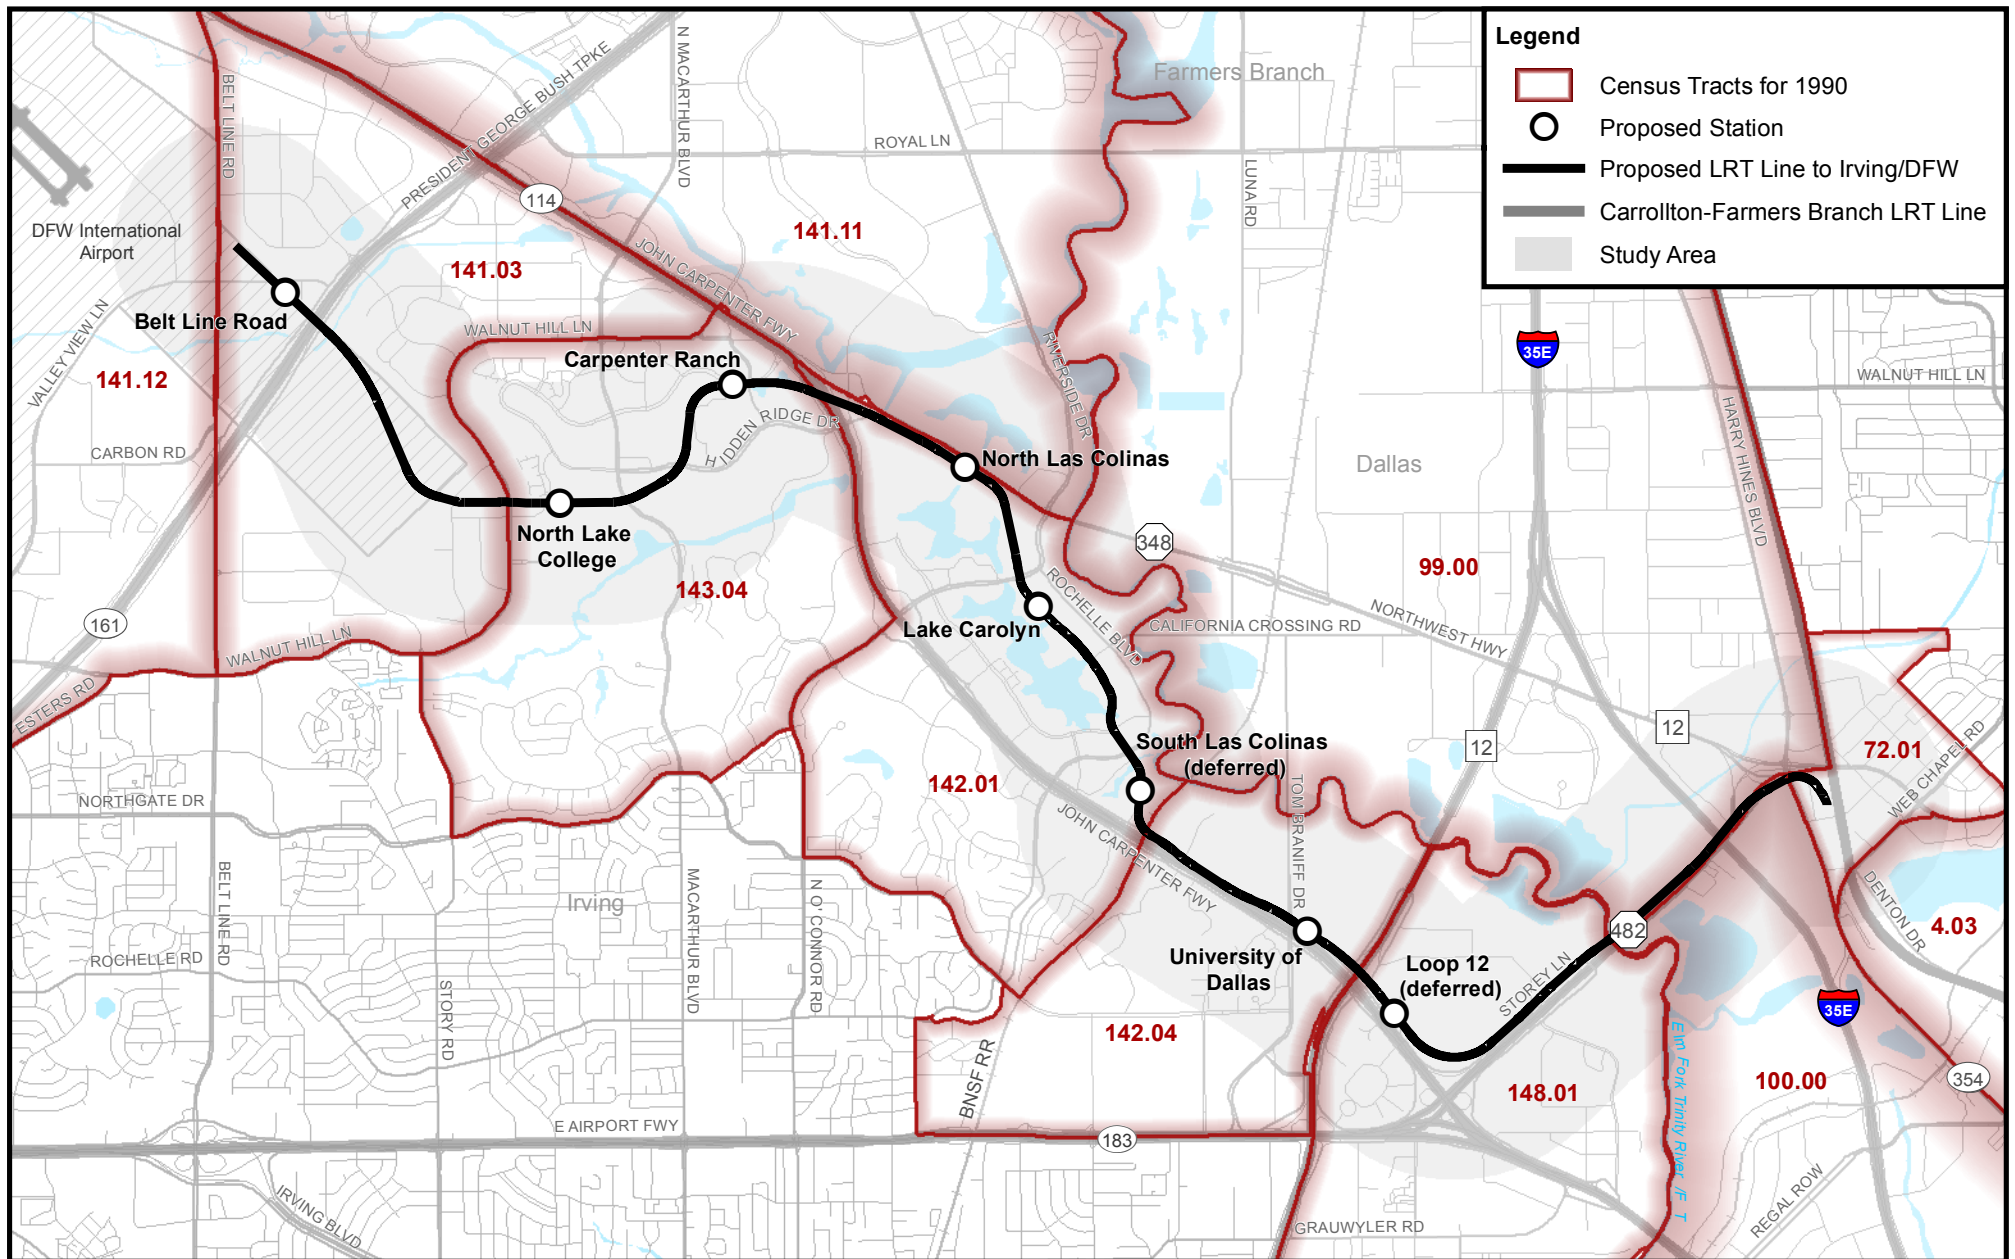 Legend
Census Tracts for 1990
Proposed Station
Proposed LRT Line to Irving/DFW
Carrollton-Farmers Branch LRT Line
Study Area
Farmers Branch
BELT LINE RD
PRESIDENT GEORGE BUSH TPKE
N MACARTHUR BLVD
ROYAL LN
LUNA RD
114
DFW International
Airport
141.11
141.03
JOHN CARPENTER FWY
Belt Line Road
VALLEY VIEW LN
WALNUT HILL LN
RIVERSIDE DR
35E
141.12
Carpenter Ranch
WALNUT HILL LN
HARRY HINES BLVD
HIDDEN RIDGE DR
CARBON RD
North Las Colinas
Dallas
North Lake
College
348
99.00
143.04
ROCHELLE BLVD
161
Lake Carolyn
CALIFORNIA CROSSING RD
NORTHWEST HWY
WALNUT HILL LN
ESTERS RD
12
12
72.01
South Las Colinas
(deferred)
142.01
TOM BRANIFF DR
WEB CHAPEL RD
NORTHGATE DR
JOHN CARPENTER FWY
BELT LINE RD
MACARTHUR BLVD
N O'CONNOR RD
Irving
DENTON DR
4.03
482
ROCHELLE RD
University of
Dallas
Loop 12
(deferred)
STOREY LN
STORY RD
35E
142.04
Elm Fork Trinity River /F T
BNSF RR
148.01
100.00
354
E AIRPORT FWY
183
IRVING BLVD
GRAUWYLER RD
REGAL ROW